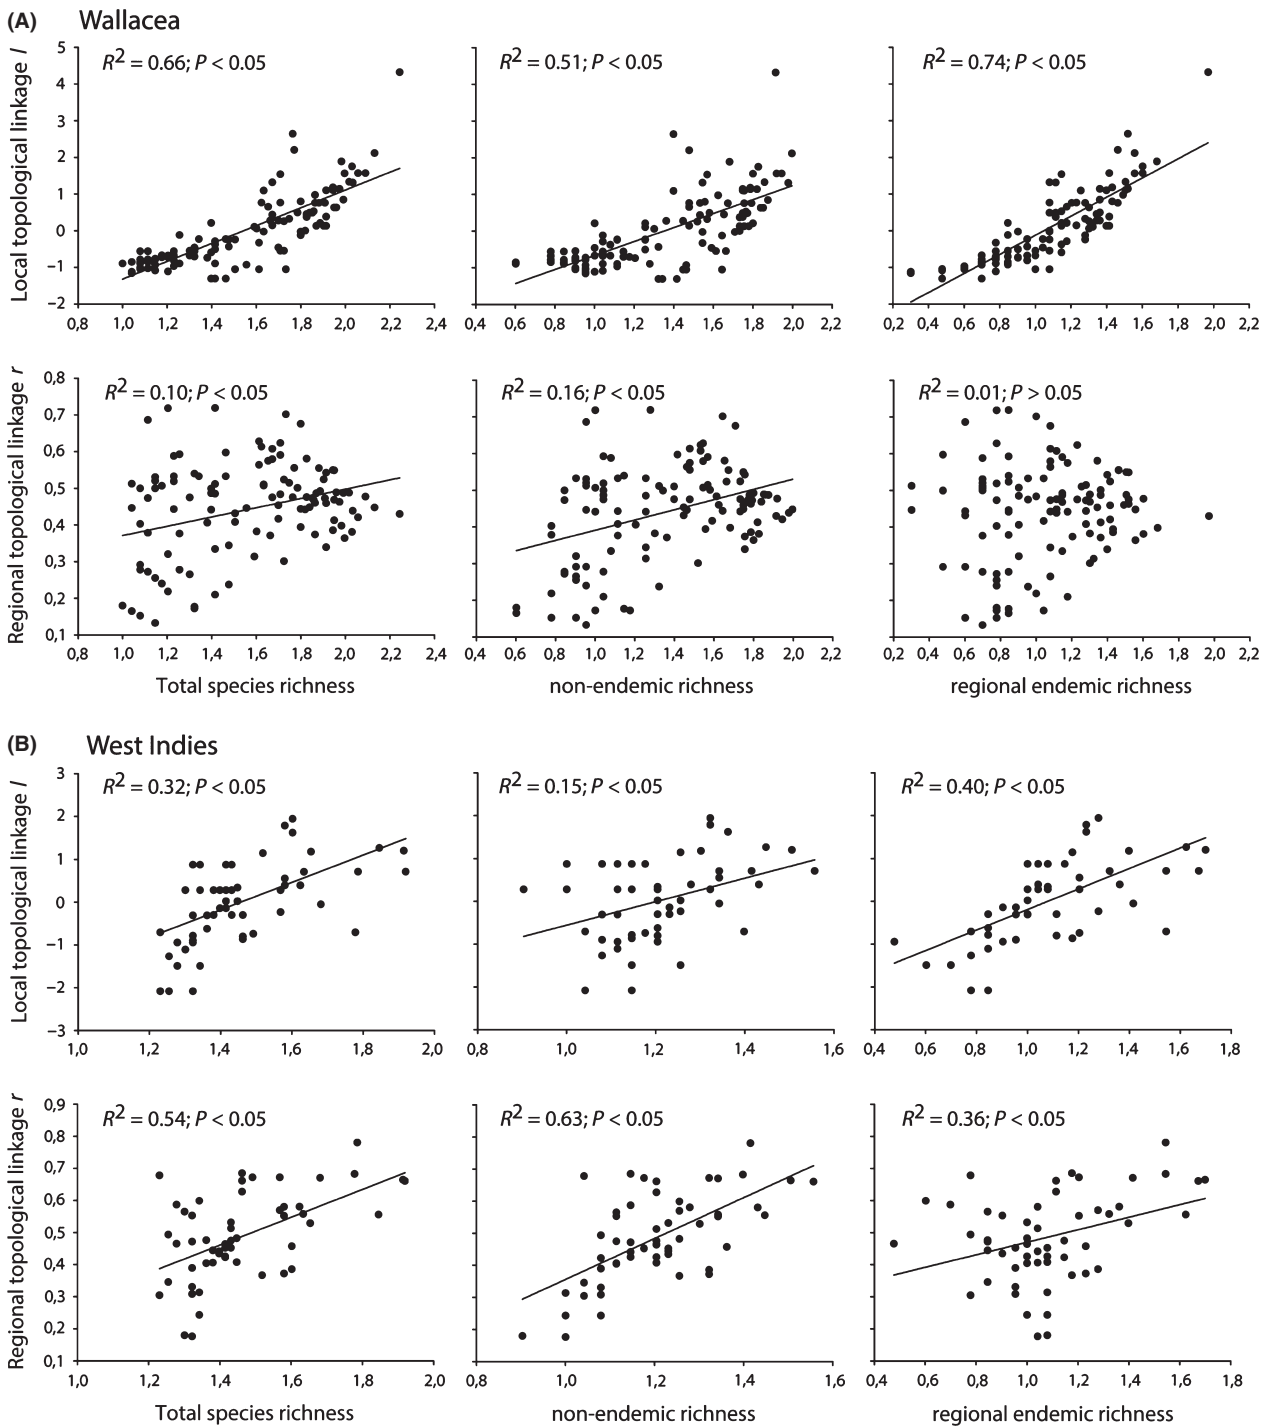 (A) Wallacea
Local topological linkage l
5
4
3
2
1
0
–1
–2
R2 = 0.66; P < 0.05
R2 = 0.51; P < 0.05
R2 = 0.74; P < 0.05
0,8 1,0 1,2 1,4 1,6 1,8 2,0 2,2 2,4
0,4 0,6 0,8 1,0 1,2 1,4 1,6 1,8 2,0 2,2
0,2 0,4 0,6 0,8 1,0 1,2 1,4 1,6 1,8 2,0 2,2
Regional topological linkage r
0,8
0,7
0,6
0,5
0,4
0,3
0,2
0,1
R2 = 0.10; P < 0.05
R2 = 0.16; P < 0.05
R2 = 0.01; P > 0.05
0,8 1,0 1,2 1,4 1,6 1,8 2,0 2,2 2,4
0,4 0,6 0,8 1,0 1,2 1,4 1,6 1,8 2,0 2,2
0,2 0,4 0,6 0,8 1,0 1,2 1,4 1,6 1,8 2,0 2,2
Total species richness
non-endemic richness
regional endemic richness
(B) West Indies
Local topological linkage l
3
2
1
0
–1
–2
–3
R2 = 0.32; P < 0.05
R2 = 0.15; P < 0.05
R2 = 0.40; P < 0.05
1,0 1,2 1,4 1,6 1,8 2,0
0,8 1,0 1,2 1,4 1,6
0,4 0,6 0,8 1,0 1,2 1,4 1,6 1,8
Regional topological linkage r
0,9
0,8
0,7
0,6
0,5
0,4
0,3
0,2
0,1
R2 = 0.54; P < 0.05
R2 = 0.63; P < 0.05
R2 = 0.36; P < 0.05
1,0 1,2 1,4 1,6 1,8 2,0
0,8 1,0 1,2 1,4 1,6
0,4 0,6 0,8 1,0 1,2 1,4 1,6 1,8
Total species richness
non-endemic richness
regional endemic richness